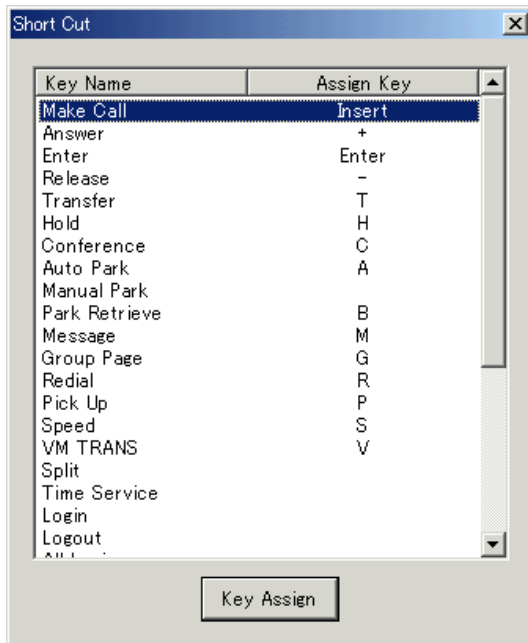 Short Cut
Key Name Assign Key
Make Call Insert
Answer +
Enter Enter
Release -
Transfer T
Hold H
Conference C
Auto Park A
Manual Park
Park Retrieve B
Message M
Group Page G
Redial R
Pick Up P
Speed S
VM TRANS V
Split
Time Service
Login
Logout
Key Assign